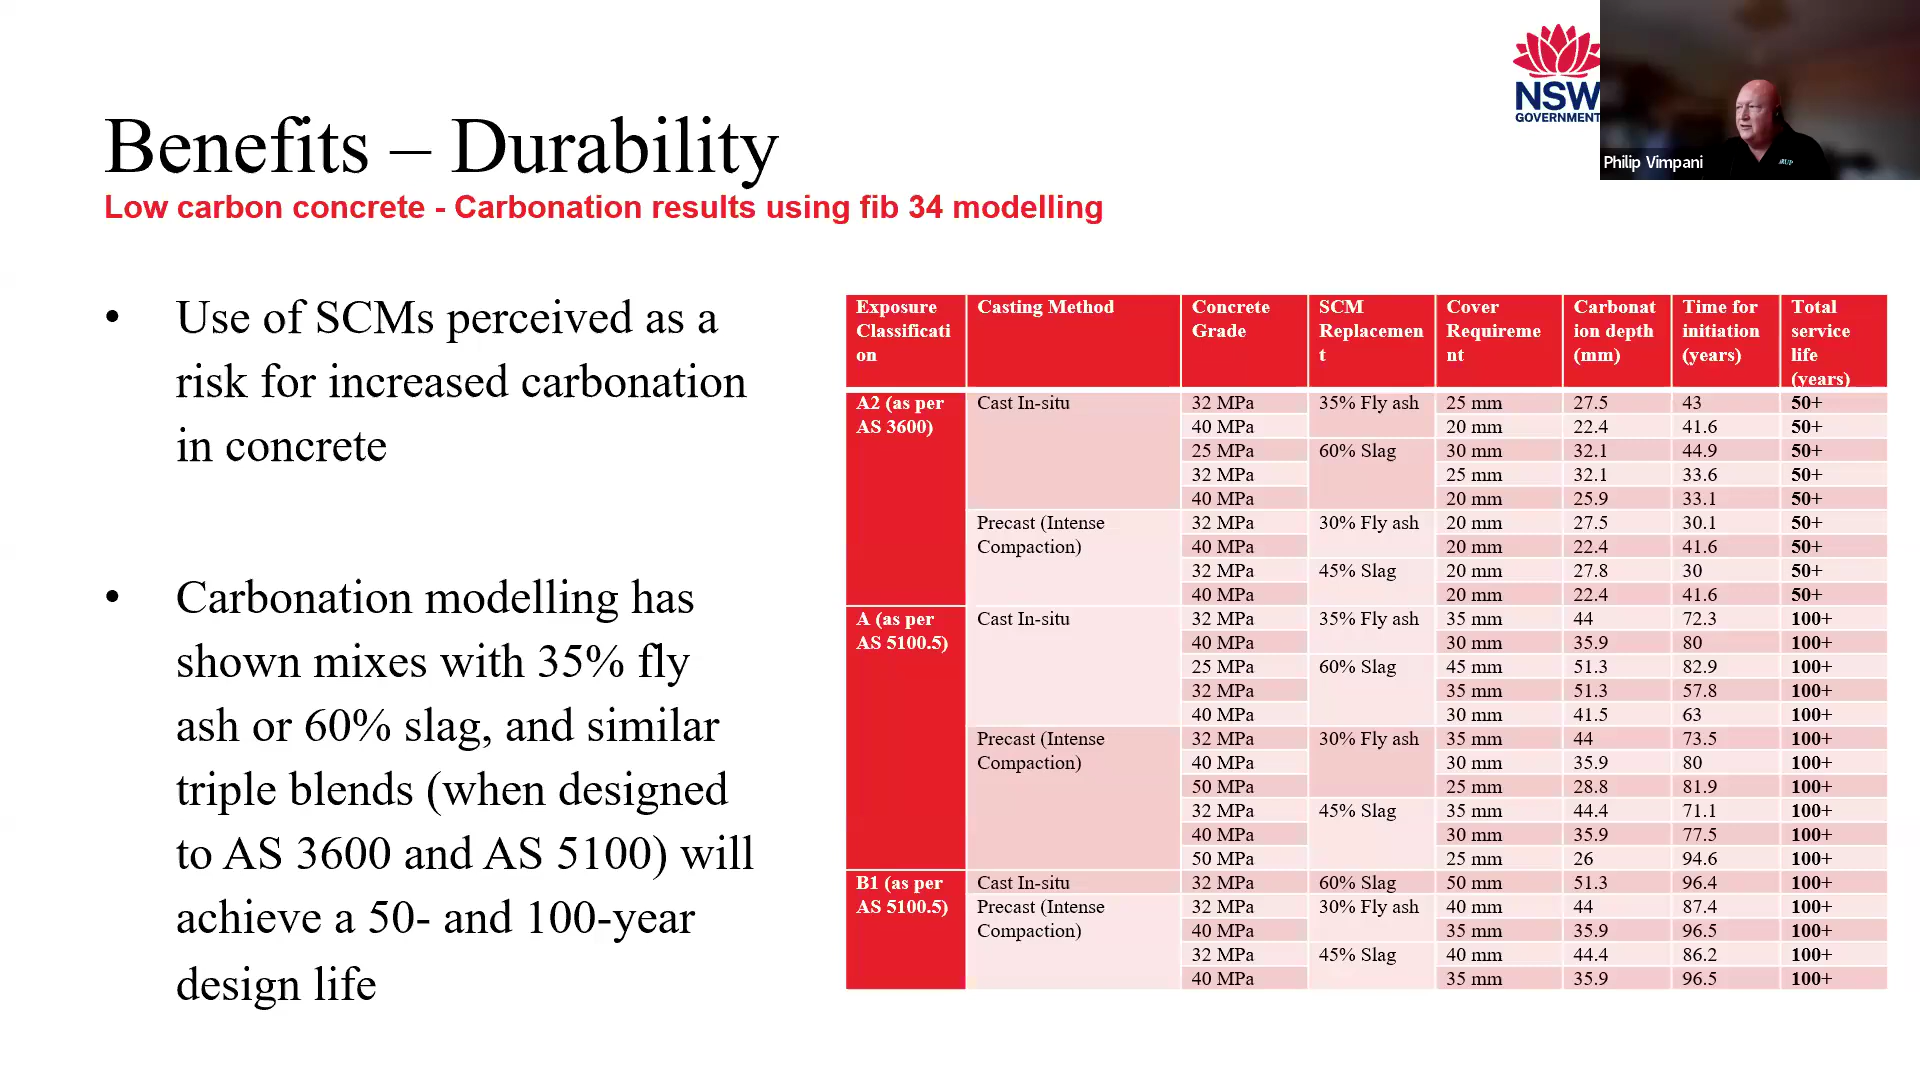 NSW
GOVERNMENT
Philip Vimpani
ARUP
Benefits – Durability
Low carbon concrete - Carbonation results using fib 34 modelling
• Use of SCMs perceived as a
risk for increased carbonation
in concrete
• Carbonation modelling has
shown mixes with 35% fly
ash or 60% slag, and similar
triple blends (when designed
to AS 3600 and AS 5100) will
achieve a 50- and 100-year
design life
Exposure Classificati on | Casting Method | Concrete Grade | SCM Replacemen t | Cover Requireme nt | Carbonat ion depth (mm) | Time for initiation (years) | Total service life (years)
A2 (as per AS 3600) | Cast In-situ | 32 MPa | 35% Fly ash | 25 mm | 27.5 | 43 | 50+
40 MPa | 20 mm | 22.4 | 41.6 | 50+
25 MPa | 60% Slag | 30 mm | 32.1 | 44.9 | 50+
32 MPa | 25 mm | 32.1 | 33.6 | 50+
40 MPa | 20 mm | 25.9 | 33.1 | 50+
Precast (Intense Compaction) | 32 MPa | 30% Fly ash | 20 mm | 27.5 | 30.1 | 50+
40 MPa | 20 mm | 22.4 | 41.6 | 50+
32 MPa | 45% Slag | 20 mm | 27.8 | 30 | 50+
40 MPa | 20 mm | 22.4 | 41.6 | 50+
A (as per AS 5100.5) | Cast In-situ | 32 MPa | 35% Fly ash | 35 mm | 44 | 72.3 | 100+
40 MPa | 30 mm | 35.9 | 80 | 100+
25 MPa | 60% Slag | 45 mm | 51.3 | 82.9 | 100+
32 MPa | 35 mm | 51.3 | 57.8 | 100+
40 MPa | 30 mm | 41.5 | 63 | 100+
Precast (Intense Compaction) | 32 MPa | 30% Fly ash | 35 mm | 44 | 73.5 | 100+
40 MPa | 30 mm | 35.9 | 80 | 100+
50 MPa | 25 mm | 28.8 | 81.9 | 100+
32 MPa | 45% Slag | 35 mm | 44.4 | 71.1 | 100+
40 MPa | 30 mm | 35.9 | 77.5 | 100+
50 MPa | 25 mm | 26 | 94.6 | 100+
B1 (as per AS 5100.5) | Cast In-situ | 32 MPa | 60% Slag | 50 mm | 51.3 | 96.4 | 100+
Precast (Intense Compaction) | 32 MPa | 30% Fly ash | 40 mm | 44 | 87.4 | 100+
40 MPa | 35 mm | 35.9 | 96.5 | 100+
32 MPa | 45% Slag | 40 mm | 44.4 | 86.2 | 100+
40 MPa | 35 mm | 35.9 | 96.5 | 100+